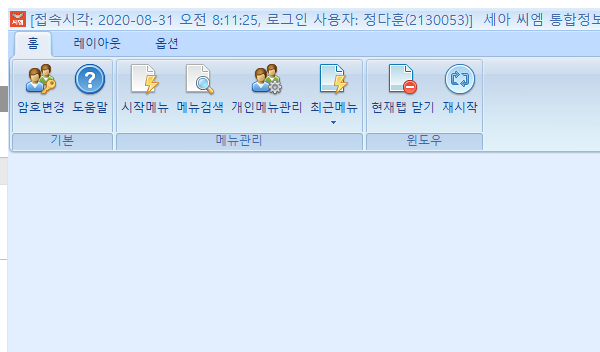 [접속시각: 2020-08-31 오전 8:11:25, 로그인 사용자: 정다훈(2130053)] 세아 씨엠 통합정보
홈 레이아웃 옵션
암호변경 도움말 시작메뉴 메뉴검색 개인메뉴관리 최근메뉴 현재탭 닫기 재시작
기본 메뉴관리 윈도우